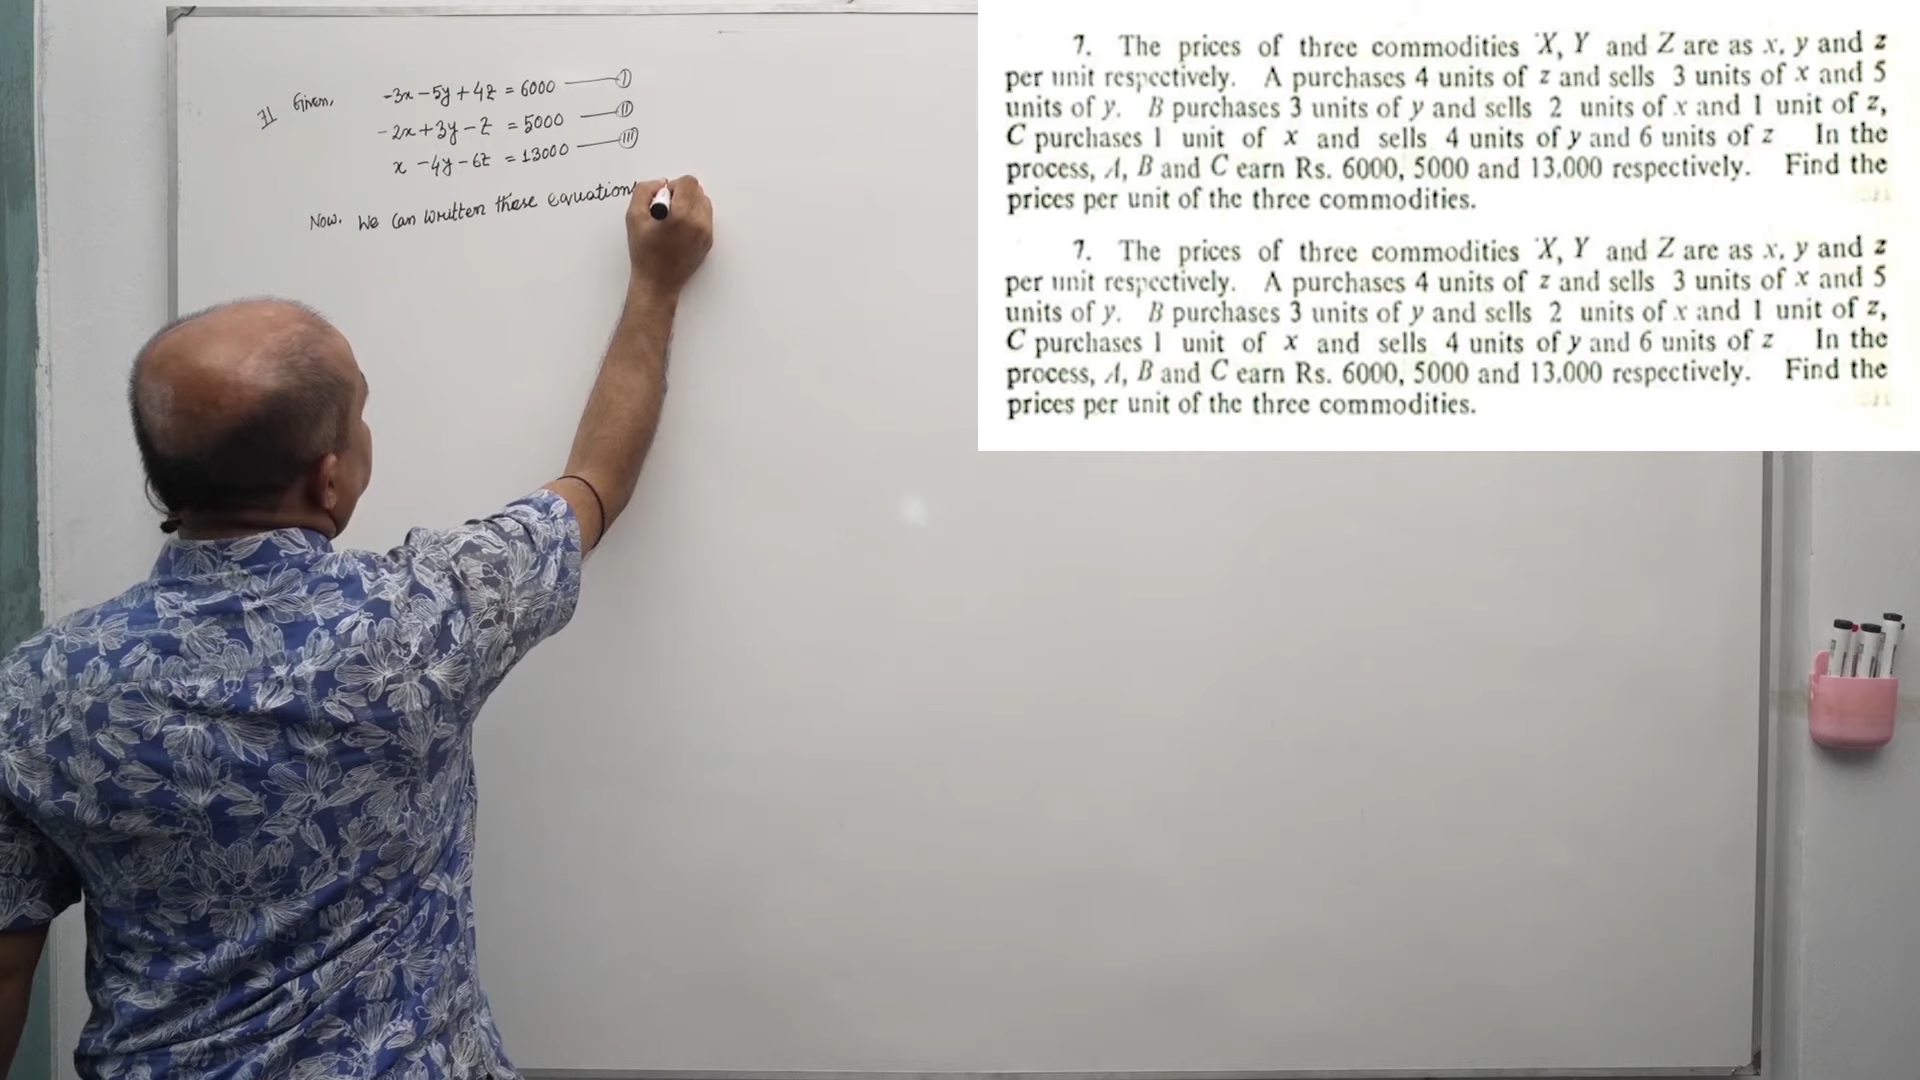 7| Given, -3x - 5y + 4z = 6000 —— (I)
-2x + 3y - z = 5000 —— (II)
x - 4y - 6z = 13000 —— (III)
Now, We can written these equation
7. The prices of three commodities X, Y and Z are as x, y and z
per unit respectively. A purchases 4 units of z and sells 3 units of x and 5
units of y. B purchases 3 units of y and sells 2 units of x and 1 unit of z,
C purchases 1 unit of x and sells 4 units of y and 6 units of z In the
process, A, B and C earn Rs. 6000, 5000 and 13.000 respectively. Find the
prices per unit of the three commodities.
7. The prices of three commodities X, Y and Z are as x, y and z
per unit respectively. A purchases 4 units of z and sells 3 units of x and 5
units of y. B purchases 3 units of y and sells 2 units of x and 1 unit of z,
C purchases 1 unit of x and sells 4 units of y and 6 units of z In the
process, A, B and C earn Rs. 6000, 5000 and 13.000 respectively. Find the
prices per unit of the three commodities.